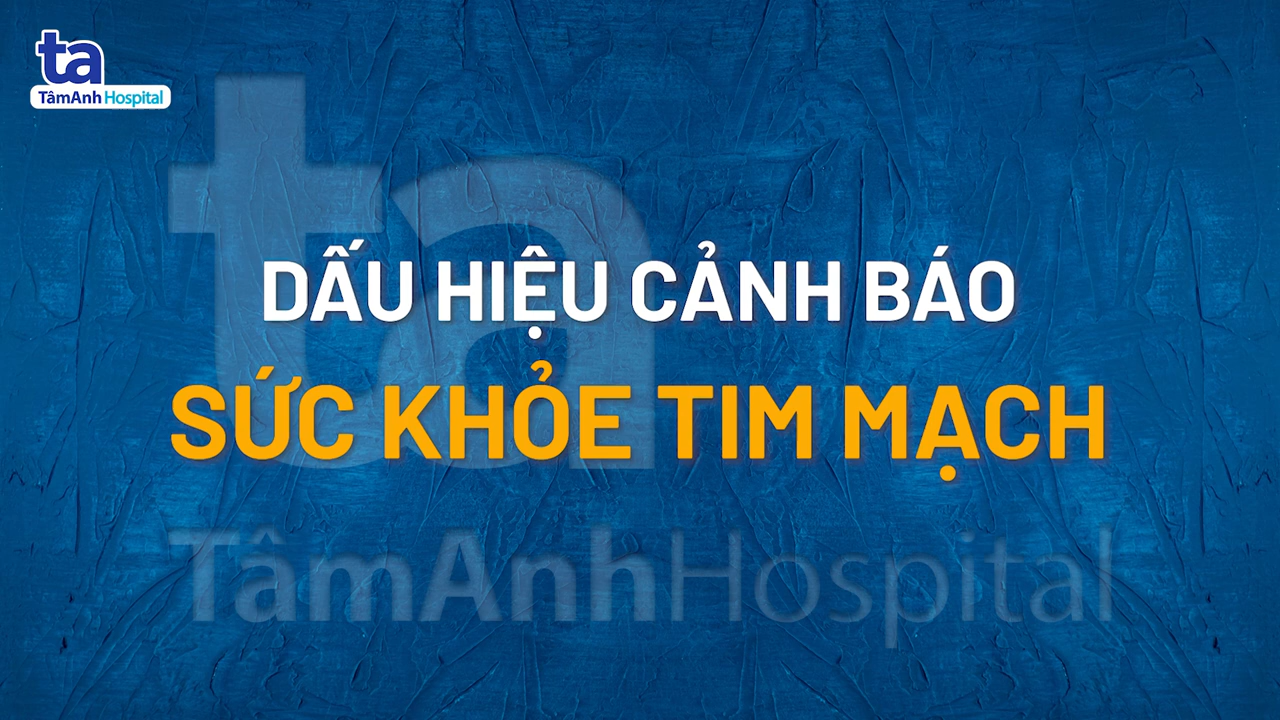 ta
TâmAnh Hospital
ta
DẤU HIỆU CẢNH BÁO
SỨC KHỎE TIM MẠCH
TâmAnhHospital